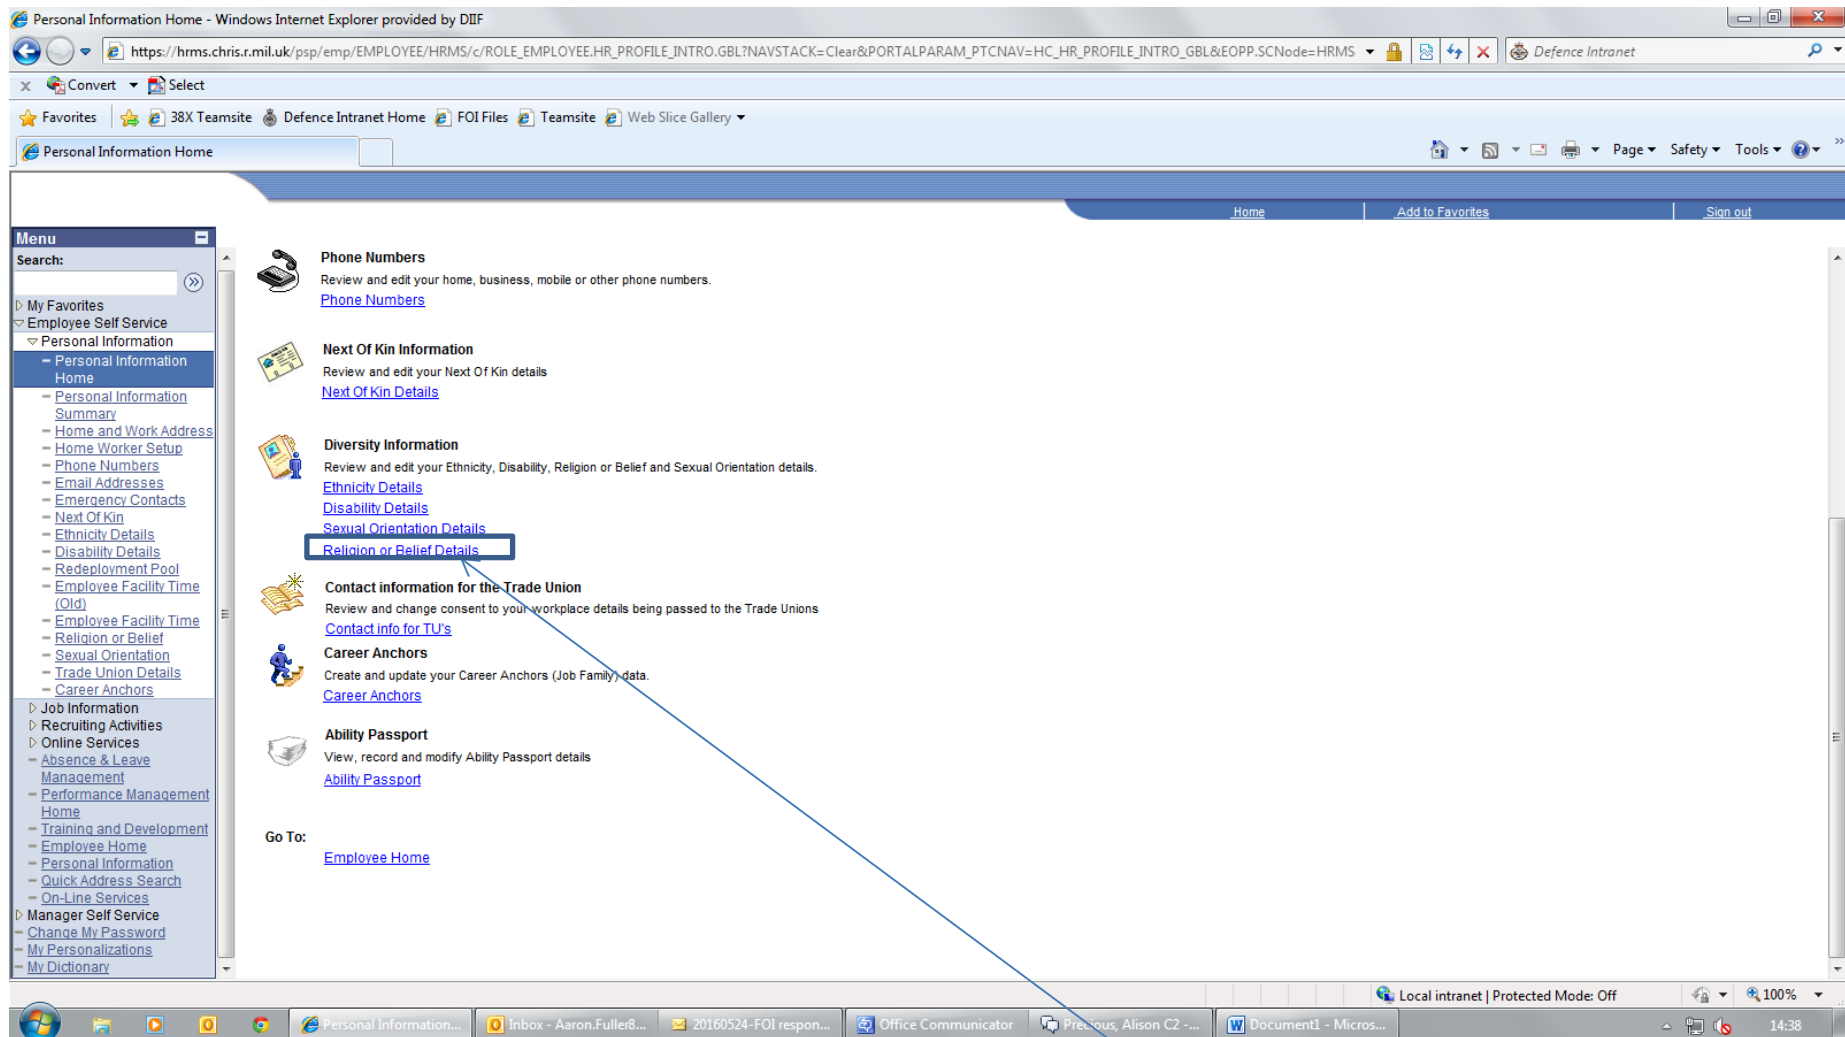 Personal Information Home - Windows Internet Explorer provided by DIIF
https://hrms.chris.r.mil.uk/psp/emp/EMPLOYEE/HRMS/c/ROLE_EMPLOYEE.HR_PROFILE_INTRO.GBL?NAVSTACK=Clear&PORTALPARAM_PTCNAV=HC_HR_PROFILE_INTRO_GBL&EOPP.SCNode=HRMS
Defence Intranet
x Convert Select
Favorites 38X Teamsite Defence Intranet Home FOI Files Teamsite Web Slice Gallery
Personal Information Home
Page Safety Tools
Home Add to Favorites Sign out
Menu
Search:
My Favorites
Employee Self Service
Personal Information
Personal Information
Home
Personal Information
Summary
Home and Work Address
Home Worker Setup
Phone Numbers
Email Addresses
Emergency Contacts
Next Of Kin
Ethnicity Details
Disability Details
Redeployment Pool
Employee Facility Time
(Old)
Employee Facility Time
Religion or Belief
Sexual Orientation
Trade Union Details
Career Anchors
Job Information
Recruiting Activities
Online Services
Absence & Leave
Management
Performance Management
Home
Training and Development
Employee Home
Personal Information
Quick Address Search
On-Line Services
Manager Self Service
Change My Password
My Personalizations
My Dictionary
Phone Numbers
Review and edit your home, business, mobile or other phone numbers.
Phone Numbers
Next Of Kin Information
Review and edit your Next Of Kin details
Next Of Kin Details
Diversity Information
Review and edit your Ethnicity, Disability, Religion or Belief and Sexual Orientation details.
Ethnicity Details
Disability Details
Sexual Orientation Details
Religion or Belief Details
Contact information for the Trade Union
Review and change consent to your workplace details being passed to the Trade Unions
Contact info for TU's
Career Anchors
Create and update your Career Anchors (Job Family) data.
Career Anchors
Ability Passport
View, record and modify Ability Passport details
Ability Passport
Go To:
Employee Home
Local intranet | Protected Mode: Off 100%
Personal Information... Inbox - Aaron.Fuller8... 20160524-FOI respon... Office Communicator Precious, Alison C2 -... Document1 - Micros... 14:38